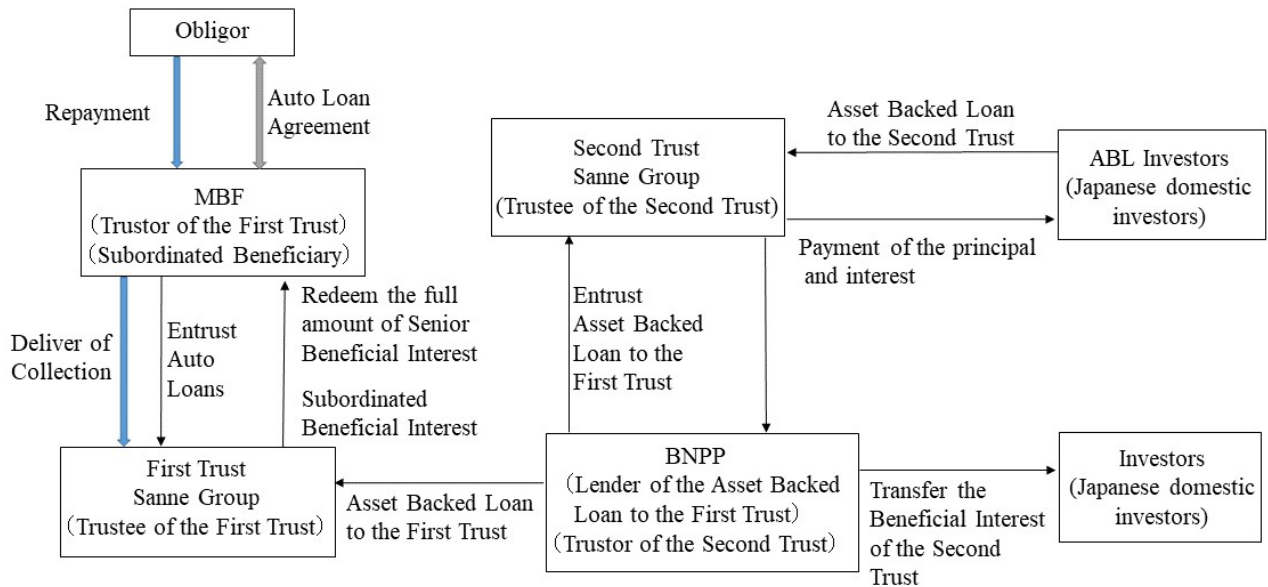 Obligor
Repayment
Auto Loan
Agreement
MBF
（Trustor of the First Trust）
（Subordinated Beneficiary）
Deliver of
Collection
Entrust
Auto
Loans
Redeem the full
amount of Senior
Beneficial Interest
Subordinated
Beneficial Interest
First Trust
Sanne Group
（Trustee of the First Trust）
Asset Backed Loan
to the First Trust
Second Trust
Sanne Group
(Trustee of the Second Trust)
Asset Backed Loan
to the Second Trust
ABL Investors
(Japanese domestic
investors)
Payment of the principal
and interest
Entrust
Asset Backed
Loan to the
First Trust
BNPP
（Lender of the Asset Backed
Loan to the First Trust）
（Trustor of the Second Trust）
Transfer the
Beneficial Interest
of the Second
Trust
Investors
(Japanese domestic
investors)